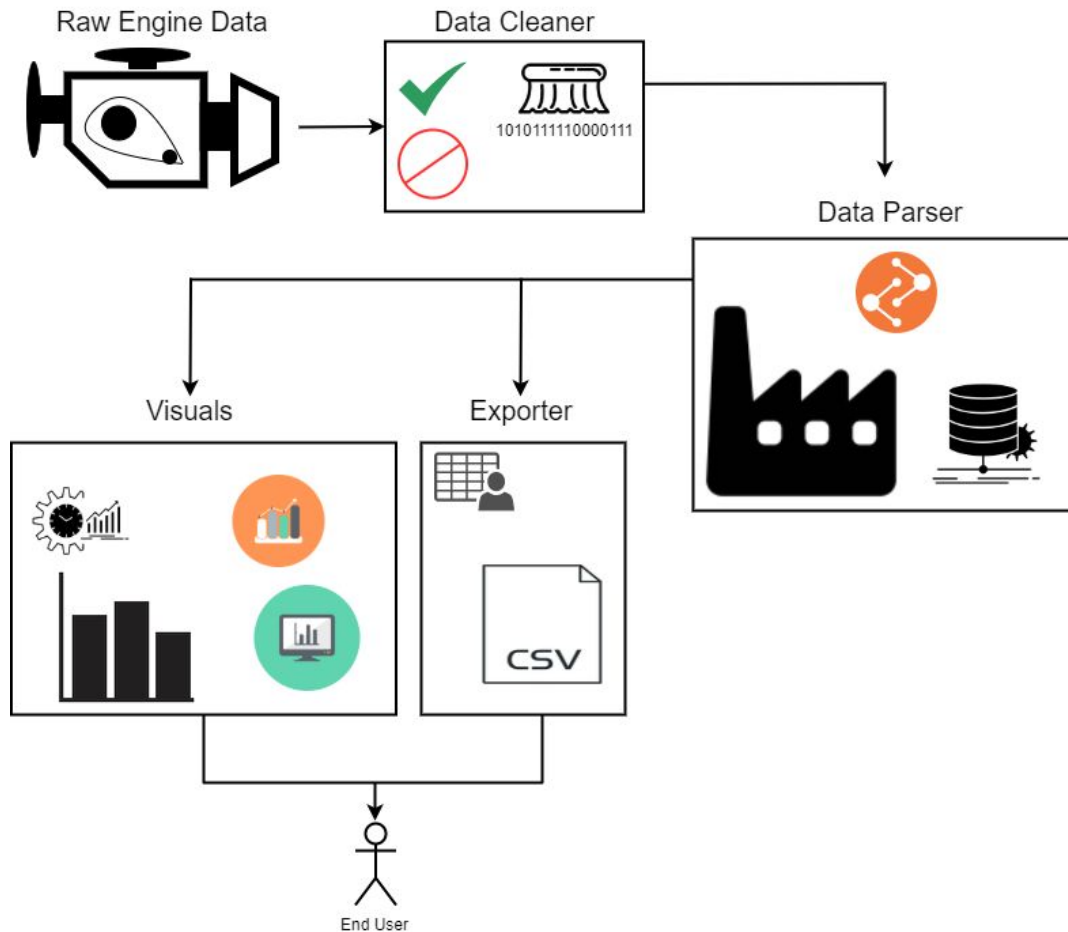 Raw Engine Data
Data Cleaner
1010111110000111
Data Parser
Visuals
Exporter
CSV
End User